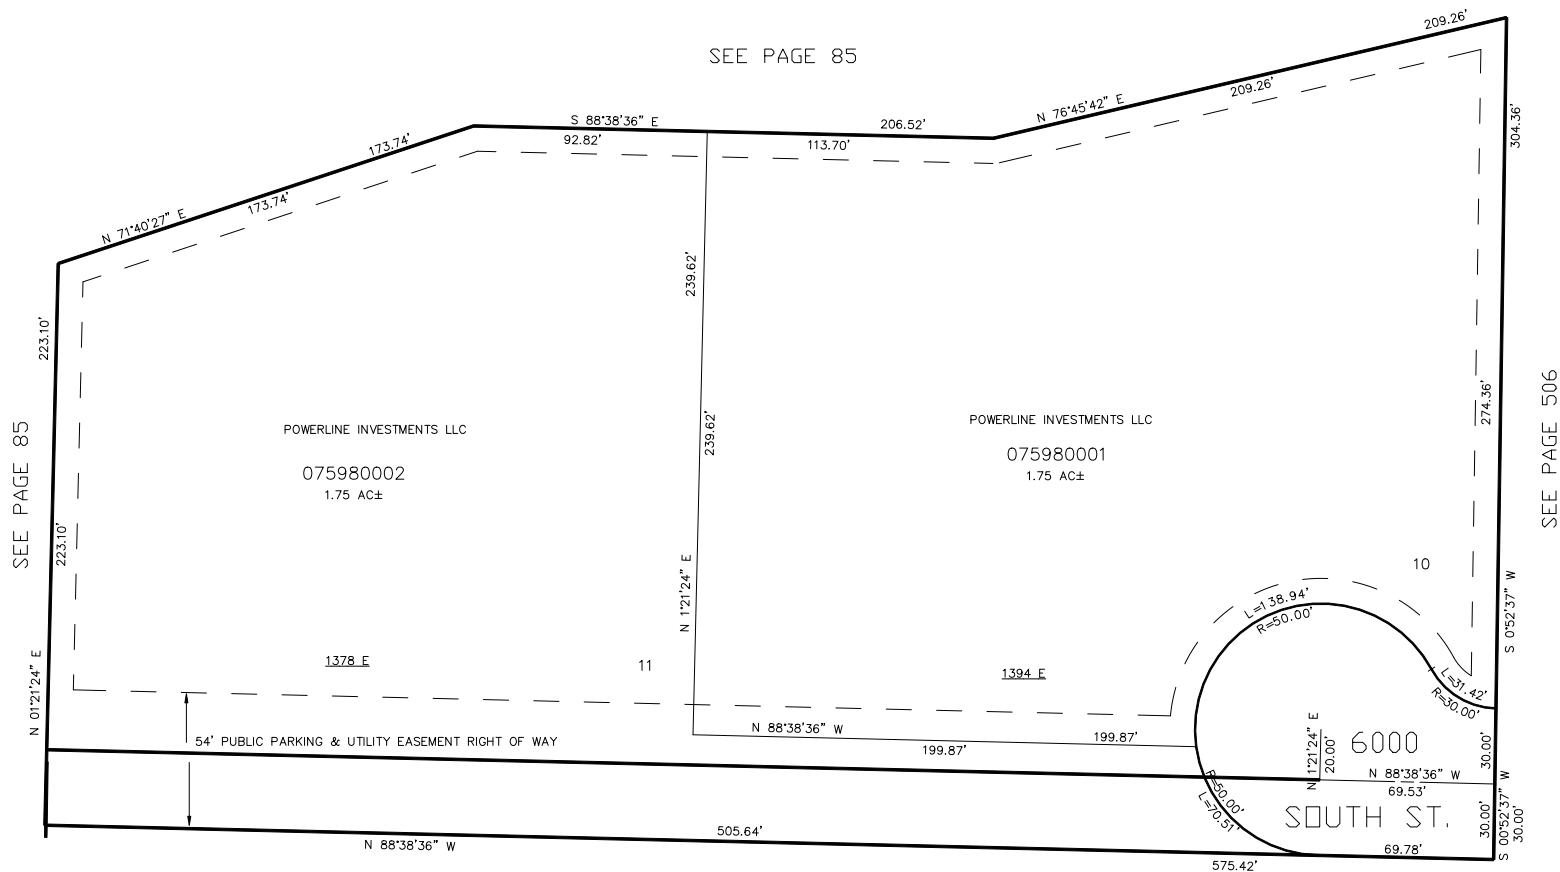 209.26'
SEE PAGE 85
209.26'
N 76°45'42" E
S 88°38'36" E
206.52'
304.36'
173.74'
92.82'
113.70'
173.74'
N 71°40'27" E
239.62'
223.10'
274.36'
SEE PAGE 506
POWERLINE INVESTMENTS LLC
POWERLINE INVESTMENTS LLC
239.62'
SEE PAGE 85
075980002
075980001
1.75 AC±
1.75 AC±
223.10'
10
N 1°21'24" E
L=138.94'
R=50.00'
S 0°52'37" W
1378 E
11
1394 E
L=31.42'
R=30.00'
N 01°21'24" E
54' PUBLIC PARKING & UTILITY EASEMENT RIGHT OF WAY
N 88°38'36" W
199.87'
199.87'
N 1°21'24" E
20.00'
6000
30.00'
N 88°38'36" W
69.53'
R=50.00'
L=70.51'
SOUTH ST.
30.00'
S 00°52'37" W
30.00'
505.64'
N 88°38'36" W
69.78'
575.42'